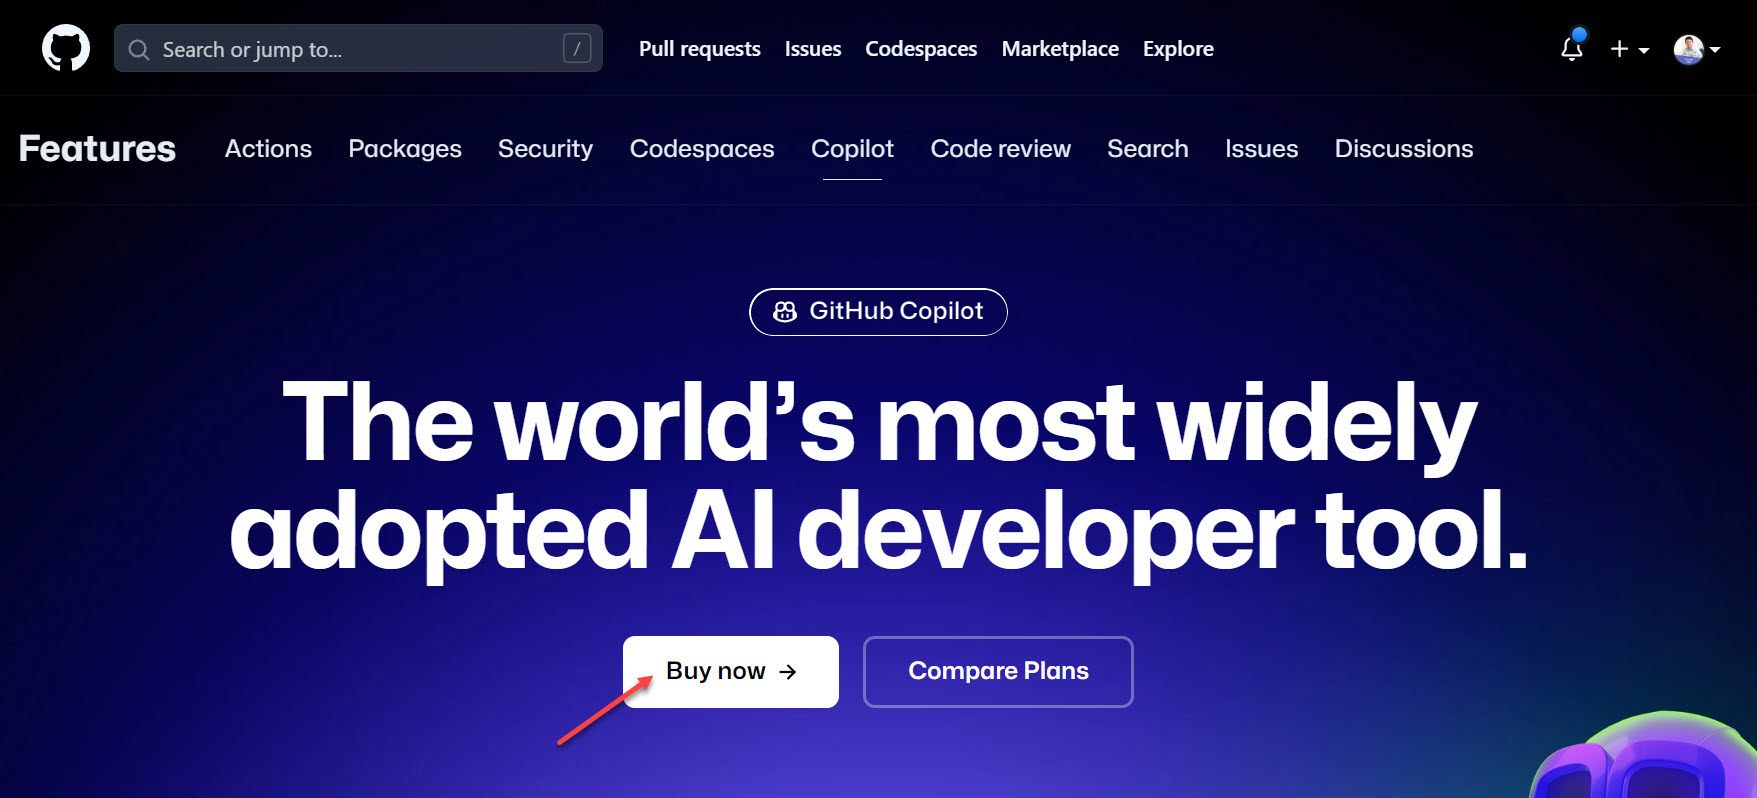 Search or jump to... /
Pull requests Issues Codespaces Marketplace Explore
Features Actions Packages Security Codespaces Copilot Code review Search Issues Discussions
GitHub Copilot
The world’s most widely
adopted AI developer tool.
Buy now →
Compare Plans